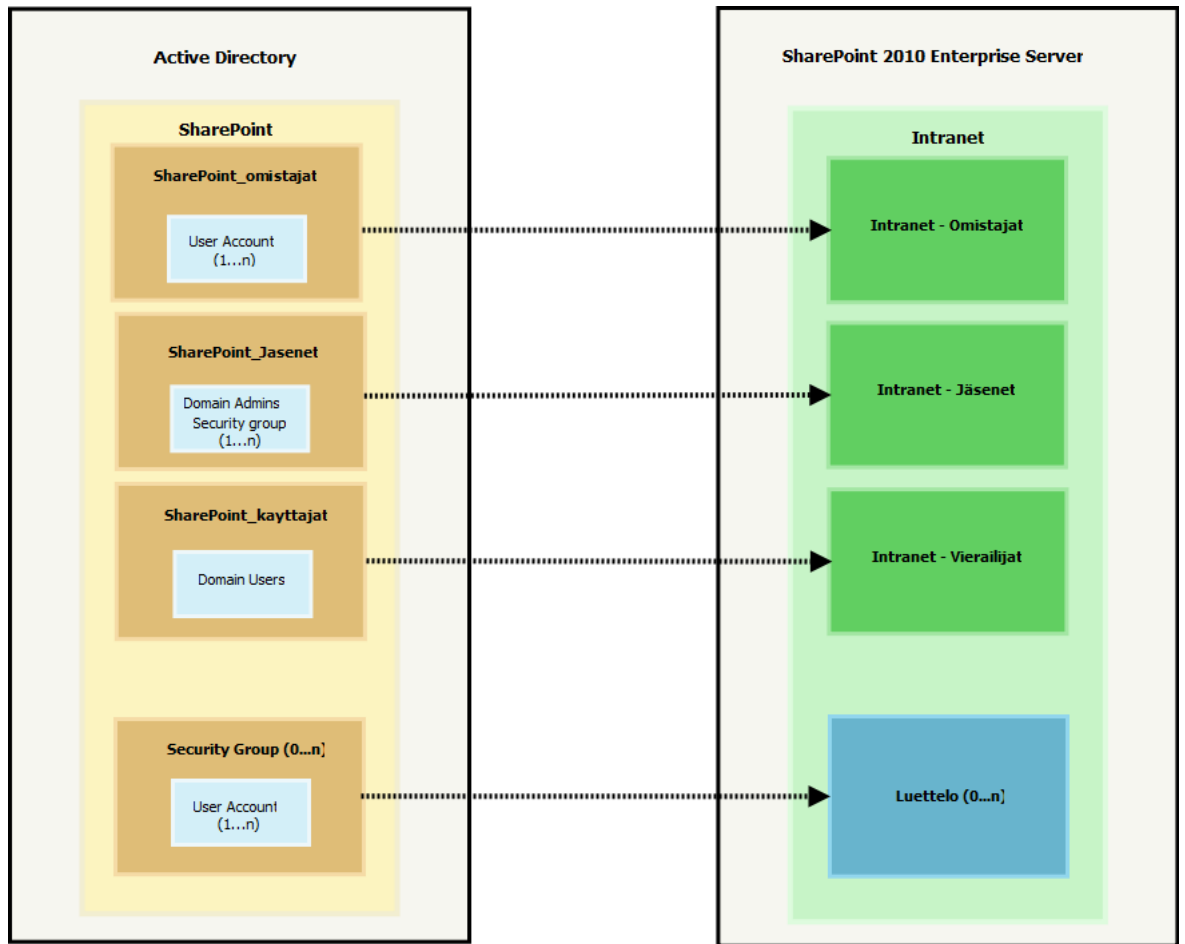 Active Directory
SharePoint
SharePoint_omistajat
User Account
(1...n)
SharePoint_Jasenet
Domain Admins
Security group
(1...n)
SharePoint_kayttajat
Domain Users
Security Group (0...n)
User Account
(1...n)
SharePoint 2010 Enterprise Server
Intranet
Intranet - Omistajat
Intranet - Jäsenet
Intranet - Vierailijat
Luettelo (0...n)